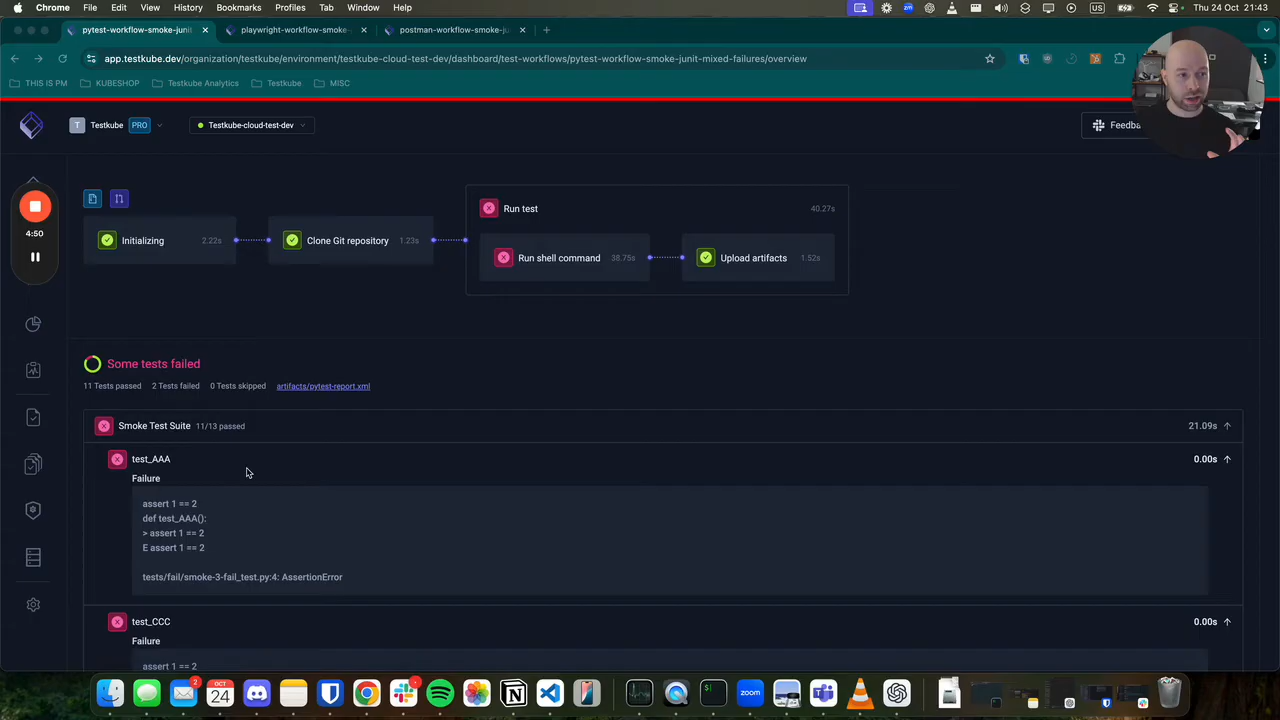 Chrome File Edit View History Bookmarks Profiles Tab Window Help US Thu 24 Oct 21:43
pytest-workflow-smoke-junit
playwright-workflow-smoke-
postman-workflow-smoke-ju
app.testkube.dev/organization/testkube/environment/testkube-cloud-test-dev/dashboard/test-workflows/pytest-workflow-smoke-junit-mixed-failures/overview
THIS IS PM KUBESHOP Testkube Analytics Testkube MISC
T Testkube PRO Testkube-cloud-test-dev
Feedba
4:50
Initializing 2.22s
Clone Git repository 1.23s
Run test 40.27s
Run shell command 38.75s
Upload artifacts 1.52s
Some tests failed
11 Tests passed 2 Tests failed 0 Tests skipped artifacts/pytest-report.xml
Smoke Test Suite 11/13 passed 21.09s
test_AAA 0.00s
Failure
assert 1 == 2
def test_AAA():
> assert 1 == 2
E assert 1 == 2
tests/fail/smoke-3-fail_test.py:4: AssertionError
test_CCC 0.00s
Failure
assert 1 == 2
2
OCT
24
zoom